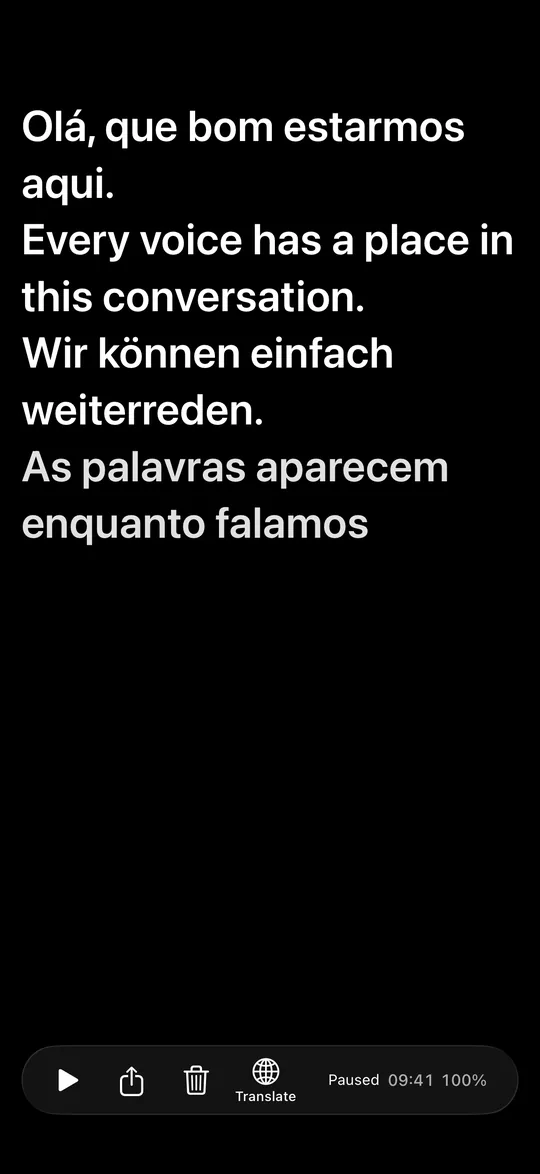 Olá, que bom estarmos
aqui.
Every voice has a place in
this conversation.
Wir können einfach
weiterreden.
As palavras aparecem
enquanto falamos
Translate
Paused 09:41 100%